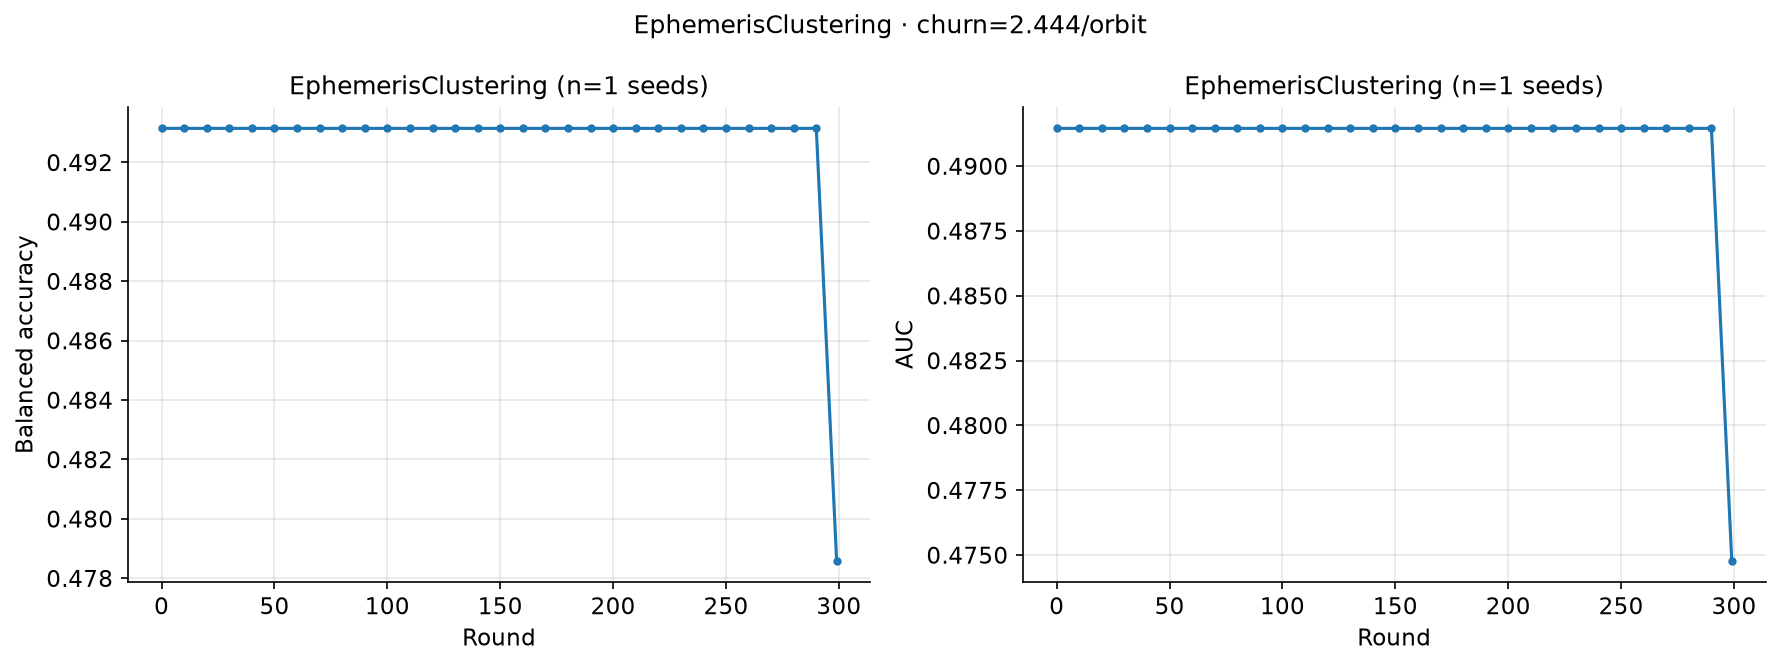 EphemerisClustering · churn=2.444/orbit
EphemerisClustering (n=1 seeds)
Balanced accuracy
0.492
0.490
0.488
0.486
0.484
0.482
0.480
0.478
0 50 100 150 200 250 300
Round
EphemerisClustering (n=1 seeds)
AUC
0.4900
0.4875
0.4850
0.4825
0.4800
0.4775
0.4750
0 50 100 150 200 250 300
Round